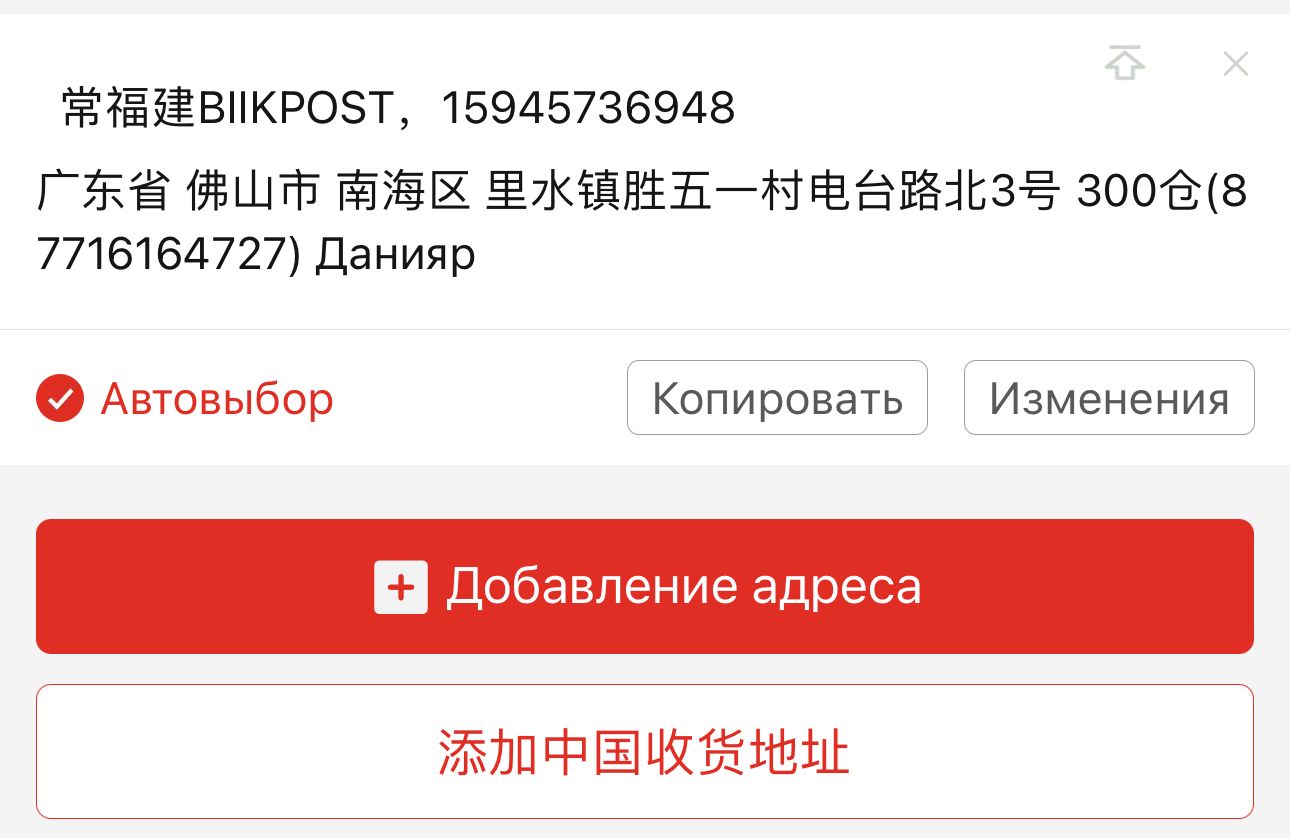 常福建BIIKPOST，15945736948
广东省 佛山市 南海区 里水镇胜五一村电台路北3号 300仓(8
7716164727) Данияр
Автовыбор
Копировать
Изменения
Добавление адреса
添加中国收货地址